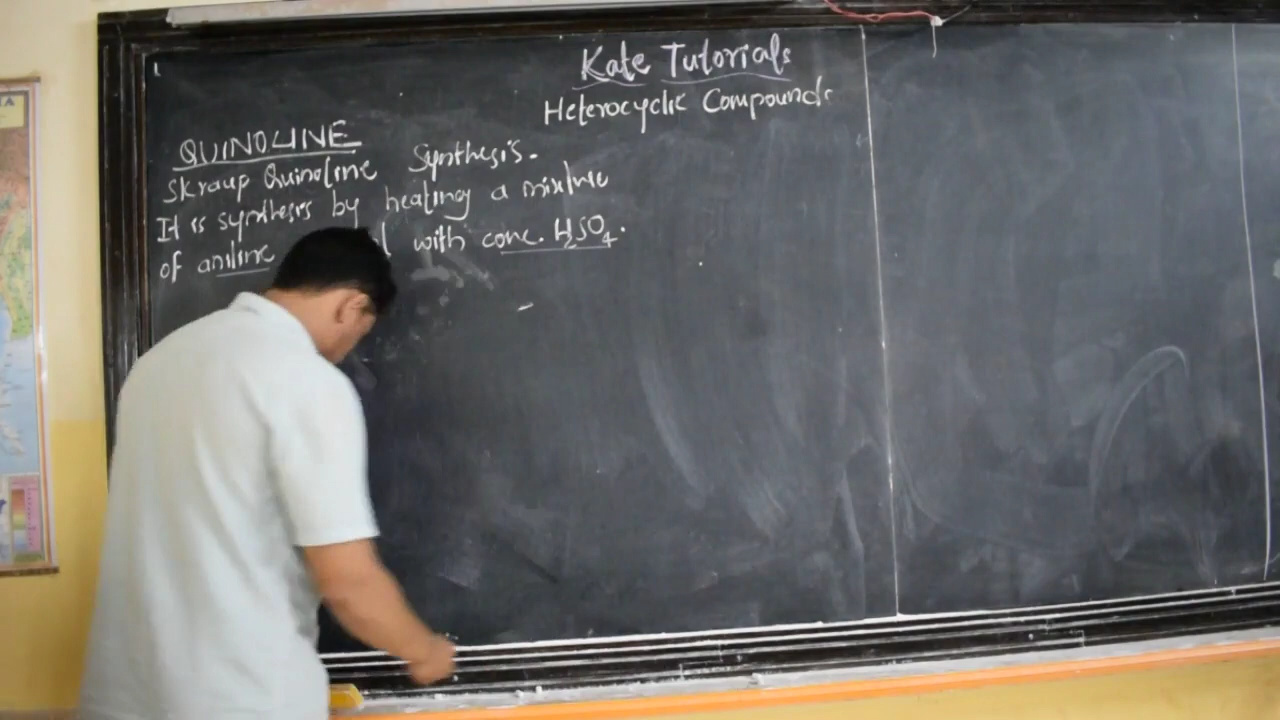 Kate Tutorials
Heterocyclic Compounds
QUINOLINE
Skraup Quinoline Synthesis.
It is synthesis by heating a mixture
of aniline with conc. H₂SO₄.